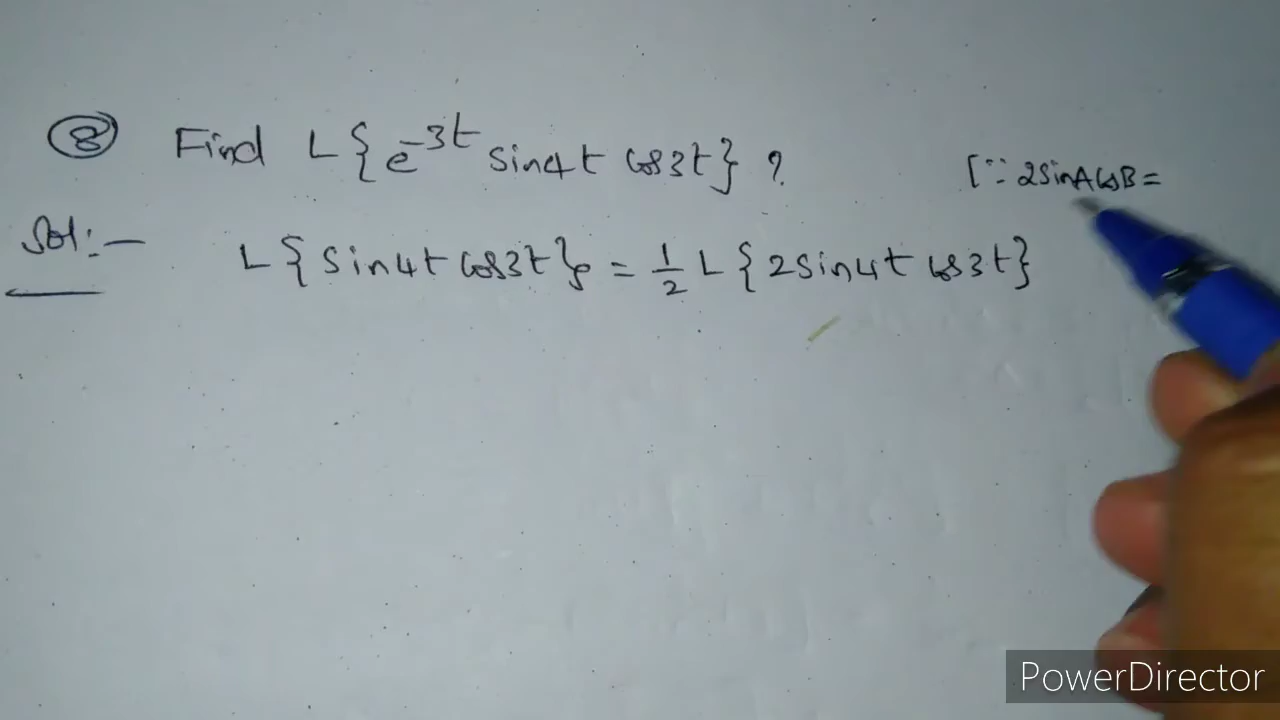 ⑧ Find L{e^-3t Sin4t Cos3t} ?
[∵ 2SinACosB =
Sol:-
L{Sin4t Cos3t} = 1/2 L{2Sin4t Cos3t}
PowerDirector